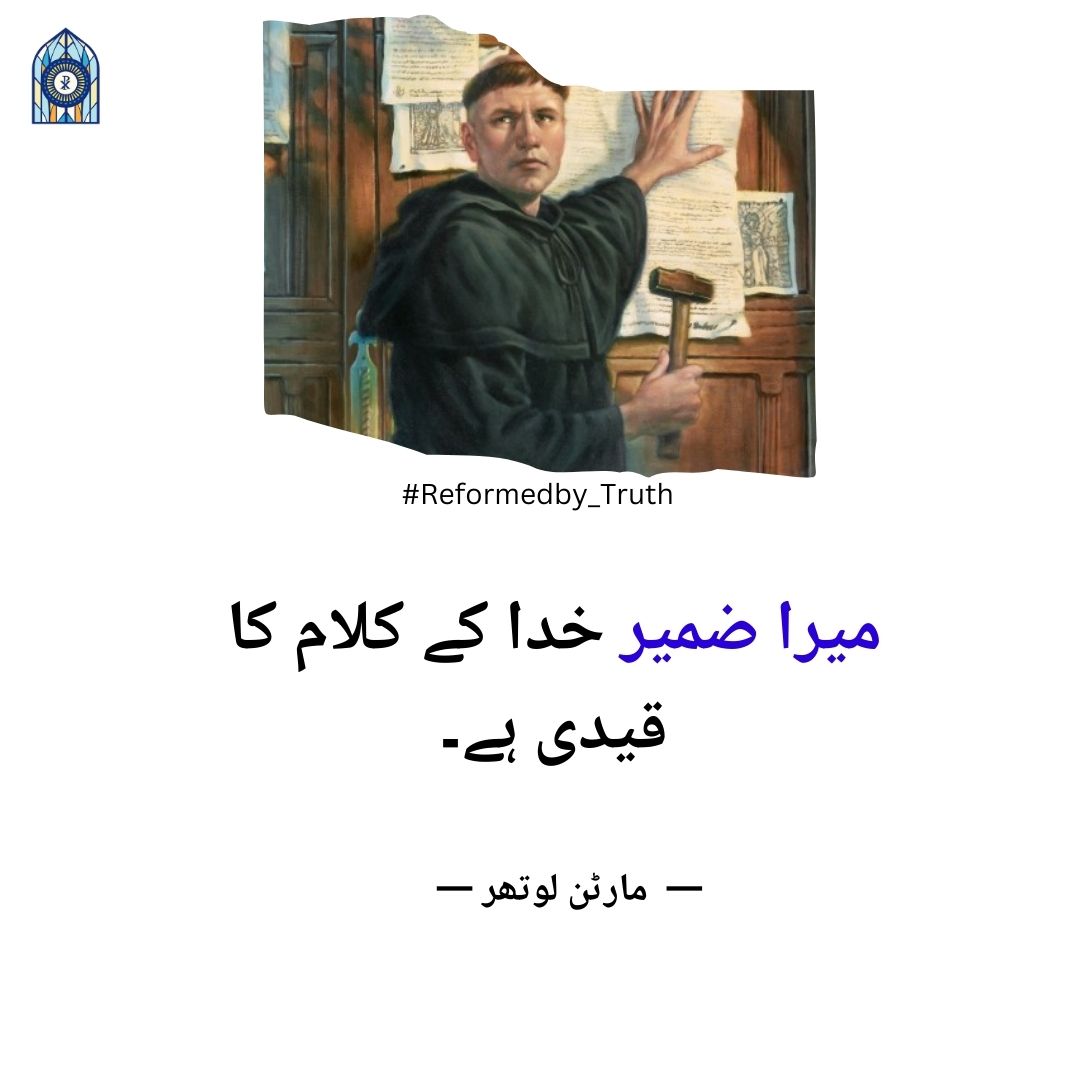 #Reformedby_Truth
میرا ضمیر خدا کے کلام کا
قیدی ہے۔
— مارٹن لوتھر —